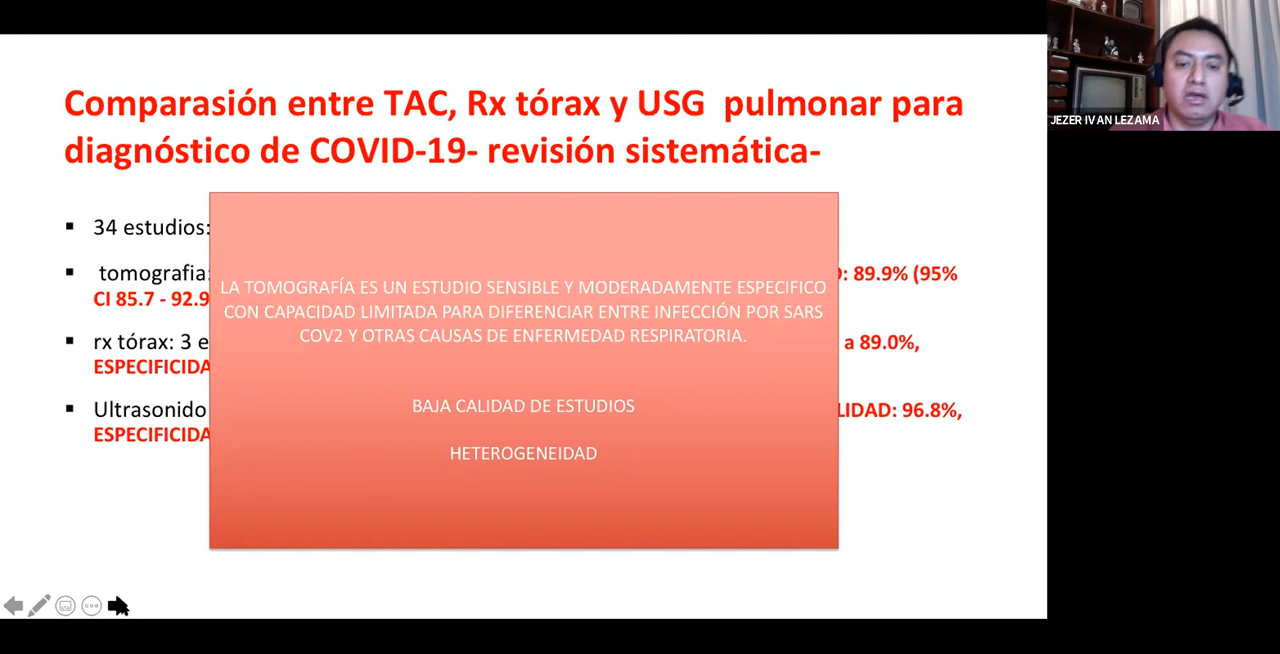 Comparasión entre TAC, Rx tórax y USG pulmonar para
diagnóstico de COVID-19- revisión sistemática-
JEZER IVAN LEZAMA
34 estudios:
tomografia: : 89.9% (95%
CI 85.7 - 92.9
rx tórax: 3 e a 89.0%,
ESPECIFICIDA
Ultrasonido LIDAD: 96.8%,
ESPECIFICIDA
LA TOMOGRAFÍA ES UN ESTUDIO SENSIBLE Y MODERADAMENTE ESPECIFICO
CON CAPACIDAD LIMITADA PARA DIFERENCIAR ENTRE INFECCIÓN POR SARS
COV2 Y OTRAS CAUSAS DE ENFERMEDAD RESPIRATORIA.
BAJA CALIDAD DE ESTUDIOS
HETEROGENEIDAD